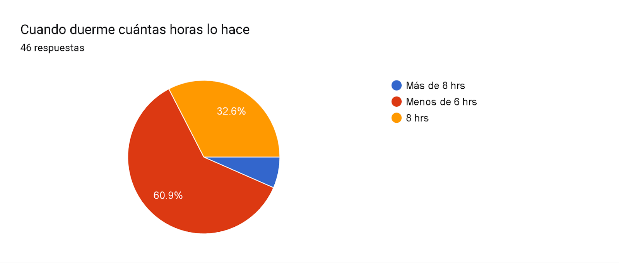 Cuando duerme cuántas horas lo hace
46 respuestas
Más de 8 hrs
Menos de 6 hrs
8 hrs
32.6%
60.9%